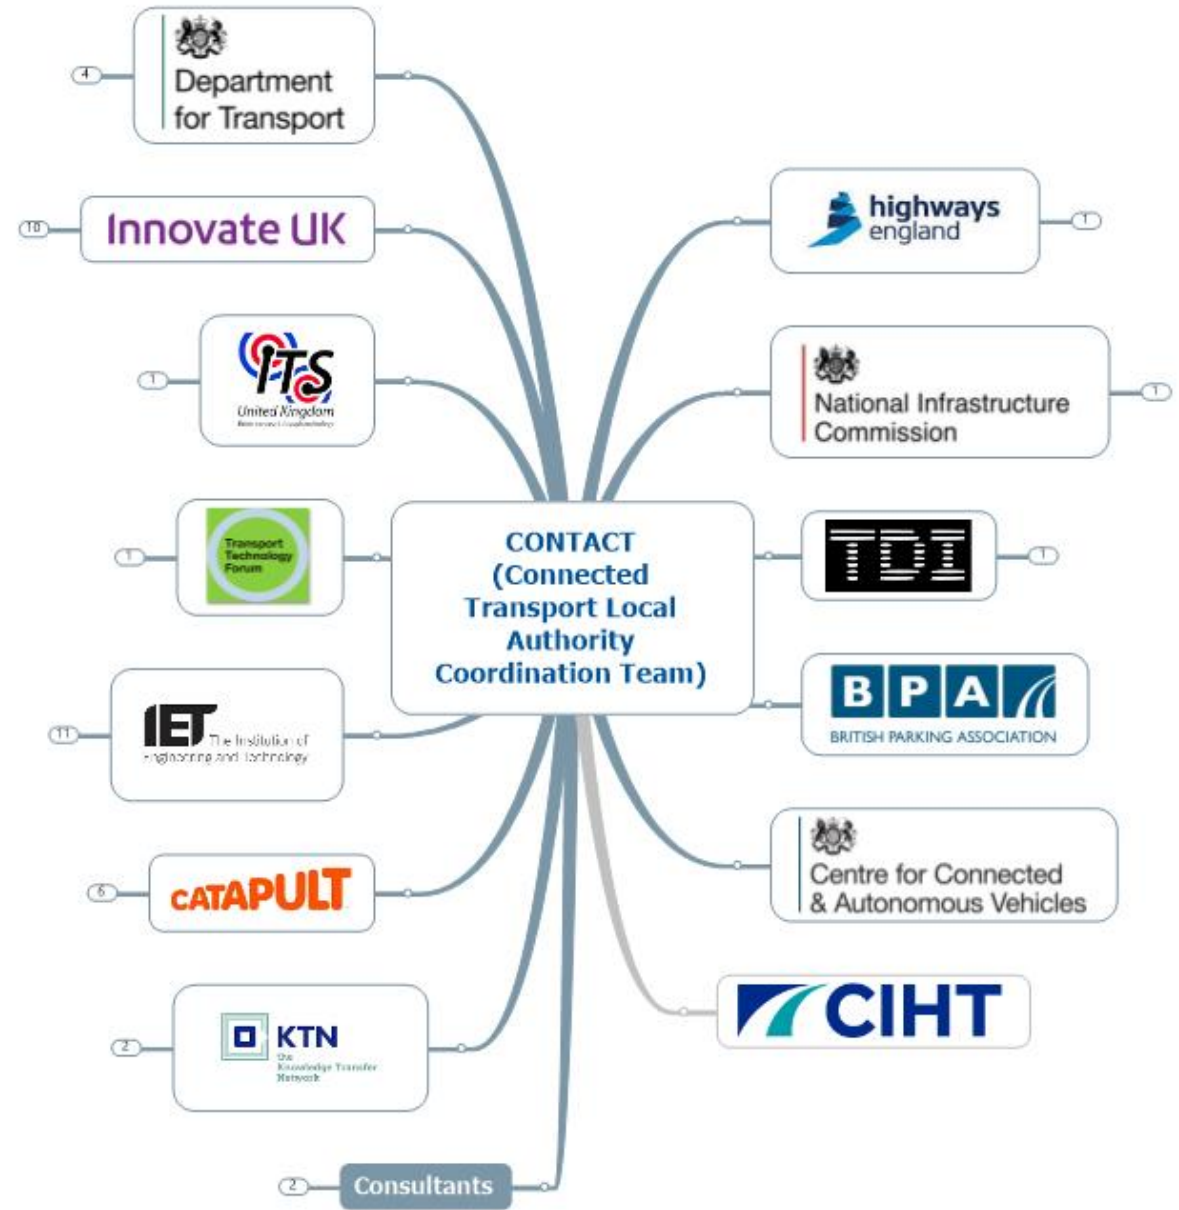 4
Department
for Transport
10
Innovate UK
1
ITS
United Kingdom
1
Transport
Technology
Forum
11
IET The Institution of
Engineering and Technology
6
CATAPULT
2
KTN
the
Knowledge Transfer
Network
2
Consultants
CONTACT
(Connected
Transport Local
Authority
Coordination Team)
highways
england
1
National Infrastructure
Commission
1
TDI
1
BPA
BRITISH PARKING ASSOCIATION
Centre for Connected
& Autonomous Vehicles
CIHT